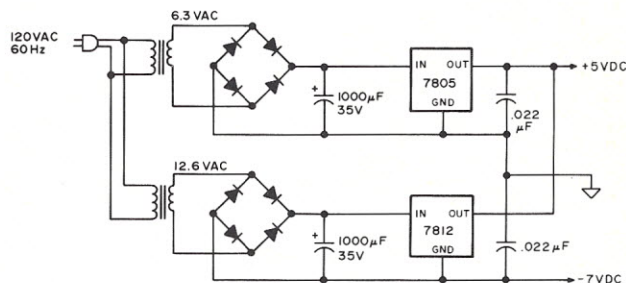 6.3 VAC
120VAC
60Hz
IN OUT
7805
GND
+5VDC
+
1000µF
35V
.022
µF
12.6 VAC
IN OUT
7812
GND
+
1000µF
35V
.022µF
-7VDC